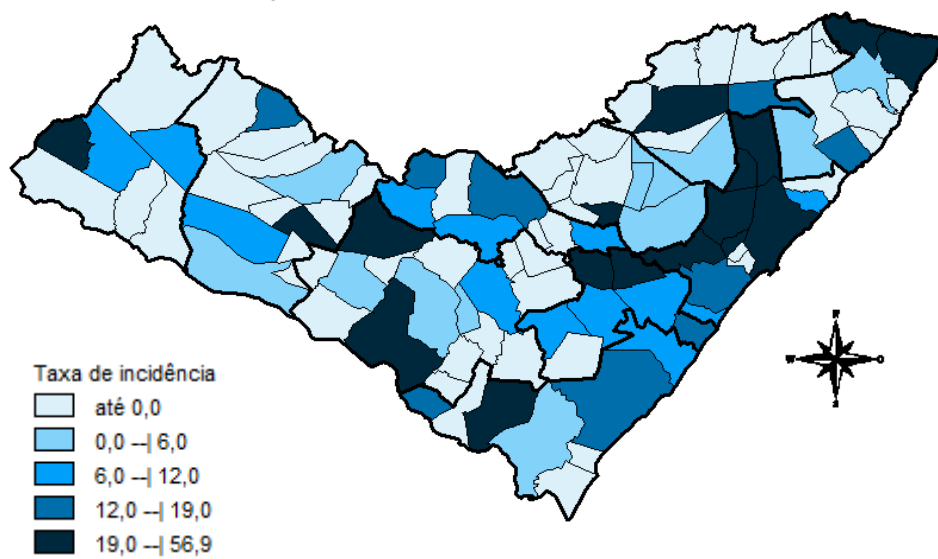 N
W
O
S
Taxa de incidência
até 0,0
0,0 --| 6,0
6,0 --| 12,0
12,0 --| 19,0
19,0 --| 56,9